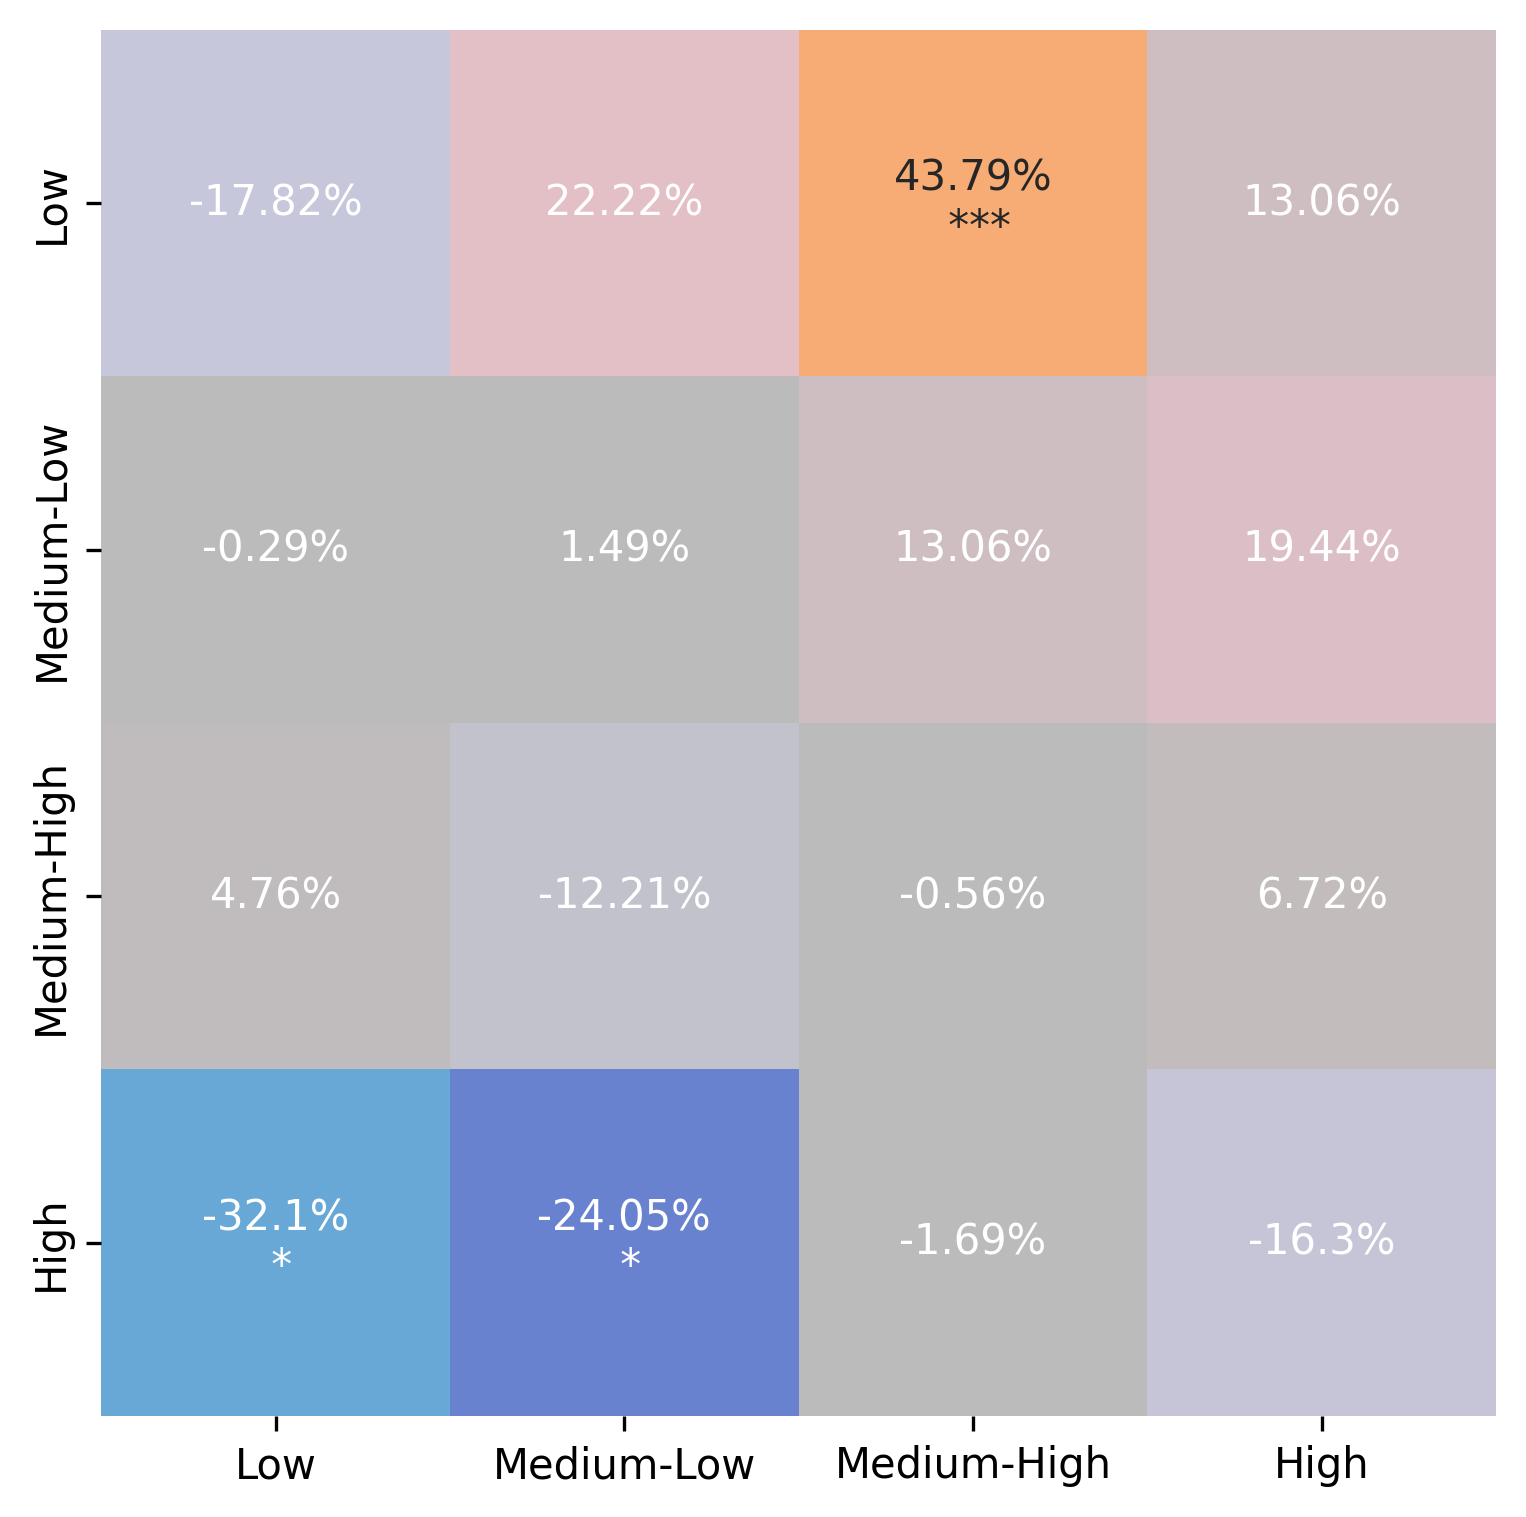 Low
-17.82%
22.22%
43.79%
***
13.06%
Medium-Low
-0.29%
1.49%
13.06%
19.44%
Medium-High
4.76%
-12.21%
-0.56%
6.72%
High
-32.1%
*
-24.05%
*
-1.69%
-16.3%
Low
Medium-Low
Medium-High
High